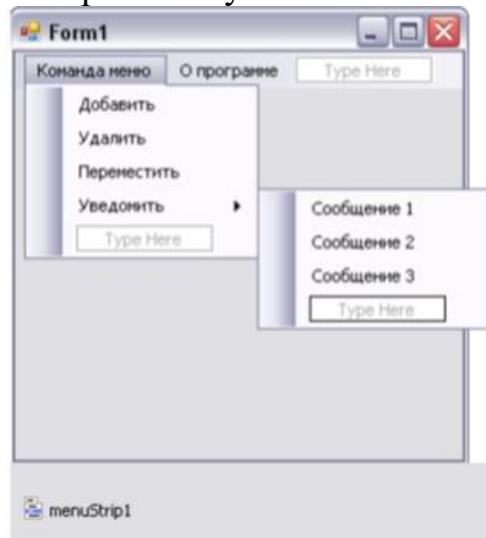 Form1
Команда меню О программе Type Here
Добавить
Удалить
Переместить
Уведомить
Type Here
Сообщение 1
Сообщение 2
Сообщение 3
Type Here
menuStrip1